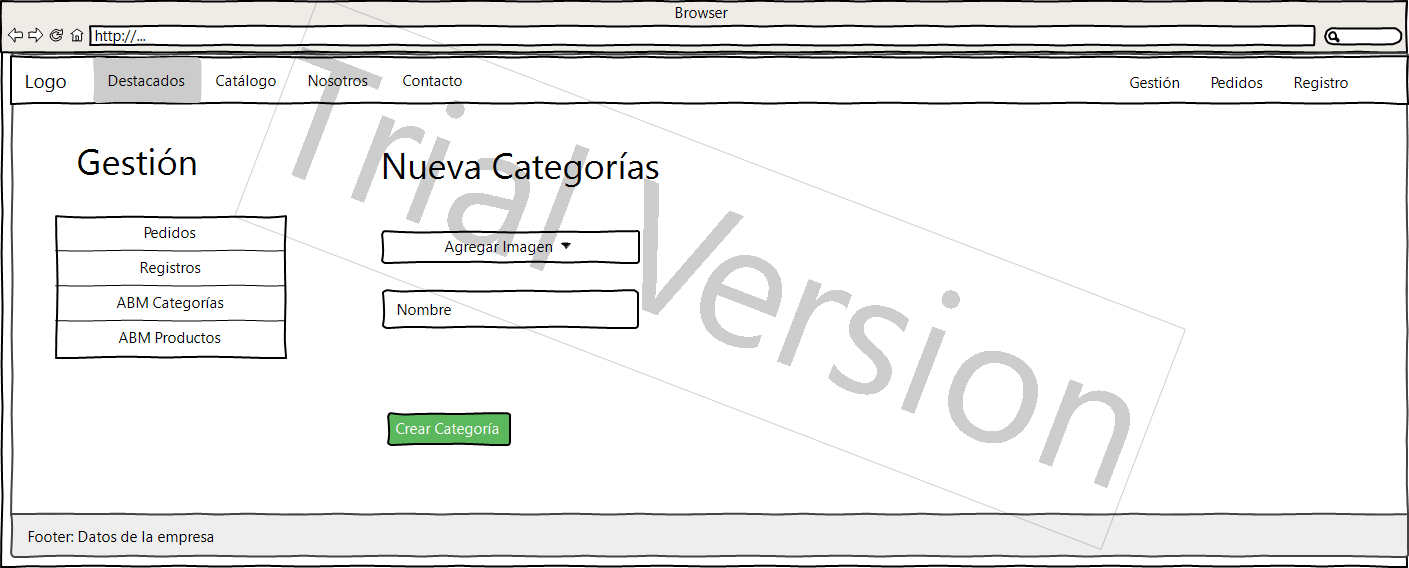 Browser
http://...
Logo Destacados Catálogo Nosotros Contacto Gestión Pedidos Registro
Gestión
Pedidos
Registros
ABM Categorías
ABM Productos
Nueva Categorías
Agregar Imagen
Nombre
Crear Categoría
Trial Version
Footer: Datos de la empresa